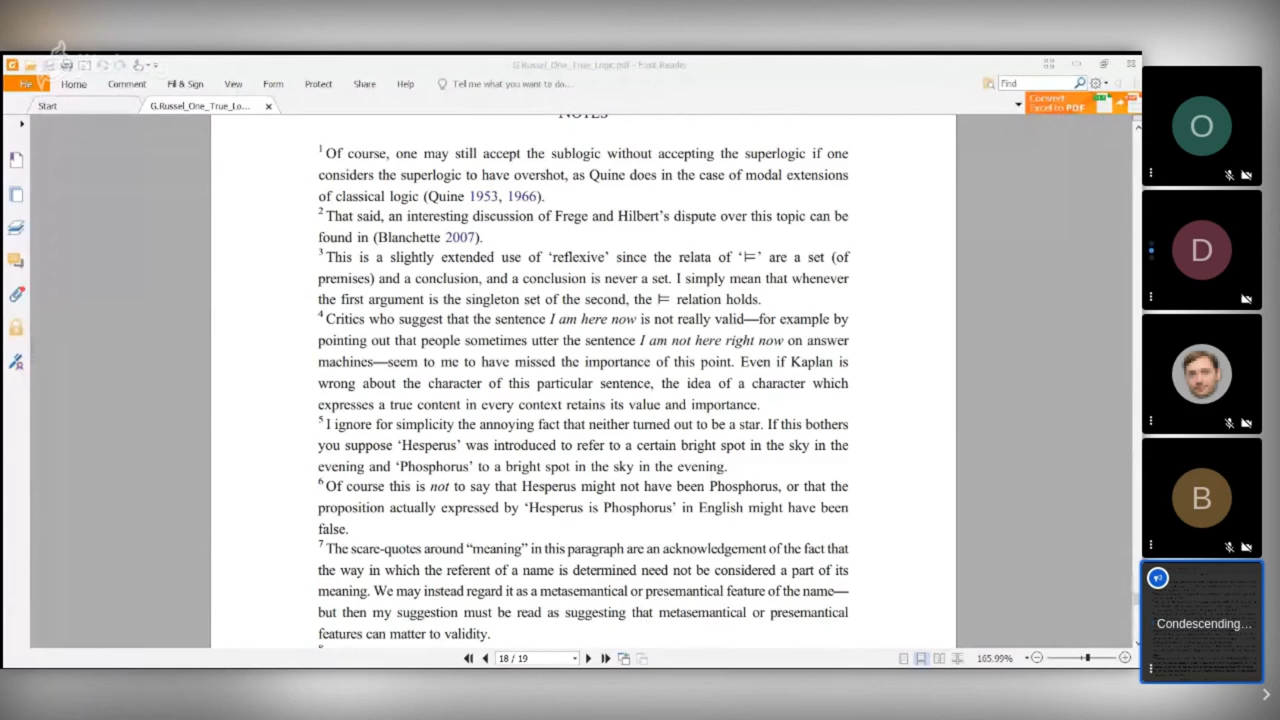 G.Russel_One_True_Logic.pdf - Foxit Reader
File
Home
Comment
Fill & Sign
View
Form
Protect
Share
Help
Tell me what you want to do...
Find
Start
G.Russel_One_True_Lo...
Convert
Excel to PDF
NOTES
1 Of course, one may still accept the sublogic without accepting the superlogic if one
considers the superlogic to have overshot, as Quine does in the case of modal extensions
of classical logic (Quine 1953, 1966).
2 That said, an interesting discussion of Frege and Hilbert’s dispute over this topic can be
found in (Blanchette 2007).
3 This is a slightly extended use of ‘reflexive’ since the relata of ‘⊨’ are a set (of
premises) and a conclusion, and a conclusion is never a set. I simply mean that whenever
the first argument is the singleton set of the second, the ⊨ relation holds.
4 Critics who suggest that the sentence I am here now is not really valid—for example by
pointing out that people sometimes utter the sentence I am not here right now on answer
machines—seem to me to have missed the importance of this point. Even if Kaplan is
wrong about the character of this particular sentence, the idea of a character which
expresses a true content in every context retains its value and importance.
5 I ignore for simplicity the annoying fact that neither turned out to be a star. If this bothers
you suppose ‘Hesperus’ was introduced to refer to a certain bright spot in the sky in the
evening and ‘Phosphorus’ to a bright spot in the sky in the evening.
6 Of course this is not to say that Hesperus might not have been Phosphorus, or that the
proposition actually expressed by ‘Hesperus is Phosphorus’ in English might have been
false.
7 The scare-quotes around “meaning” in this paragraph are an acknowledgement of the fact that
the way in which the referent of a name is determined need not be considered a part of its
meaning. We may instead regard it as a metasemantical or presemantical feature of the name—
but then my suggestion must be read as suggesting that metasemantical or presemantical
features can matter to validity.
18 / 19
165.99%
O
D
B
Condescending...